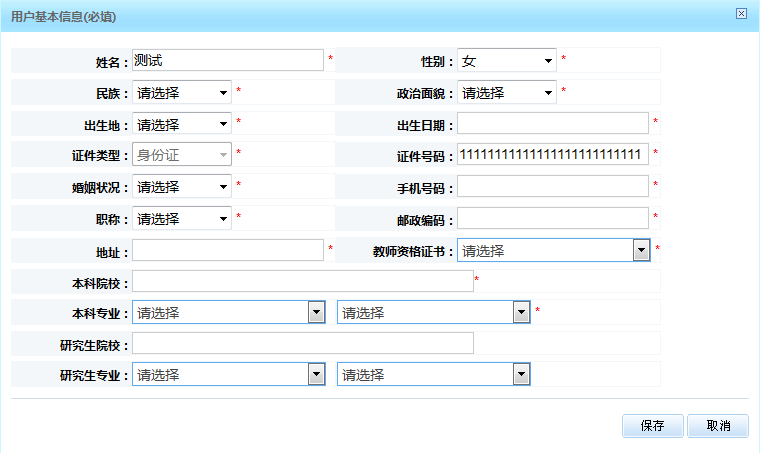 用户基本信息(必填)
姓名： 测试 * 性别： 女 *
民族： 请选择 * 政治面貌： 请选择 *
出生地： 请选择 * 出生日期： *
证件类型： 身份证 * 证件号码： 1111111111111111111111111111 *
婚姻状况： 请选择 * 手机号码： *
职称： 请选择 * 邮政编码： *
地址： * 教师资格证书： 请选择 *
本科院校： *
本科专业： 请选择 请选择 *
研究生院校：
研究生专业： 请选择 请选择
保存 取消